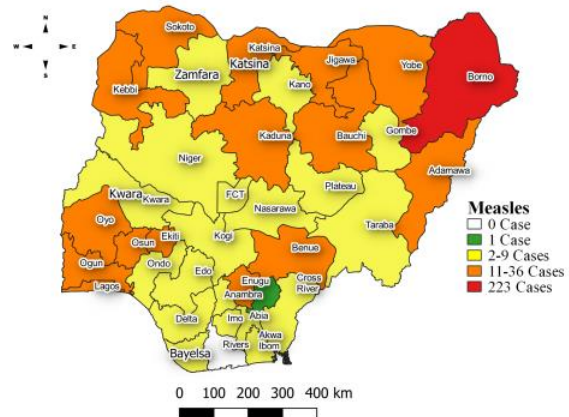 N
W E
S
Sokoto
Katsina
Zamfara
Katsina
Jigawa
Yobe
Borno
Kebbi
Kano
Kaduna
Bauchi
Gombe
Niger
Adamawa
Kwara
Kwara
FCT
Plateau
Nasarawa
Taraba
Oyo
Osun
Ekiti
Kogi
Benue
Ogun
Ondo
Edo
Enugu
Cross
River
Lagos
Anambra
Delta
Imo
Abia
Bayelsa
Rivers
Akwa
Ibom
Measles
0 Case
1 Case
2-9 Cases
11-36 Cases
223 Cases
0 100 200 300 400 km